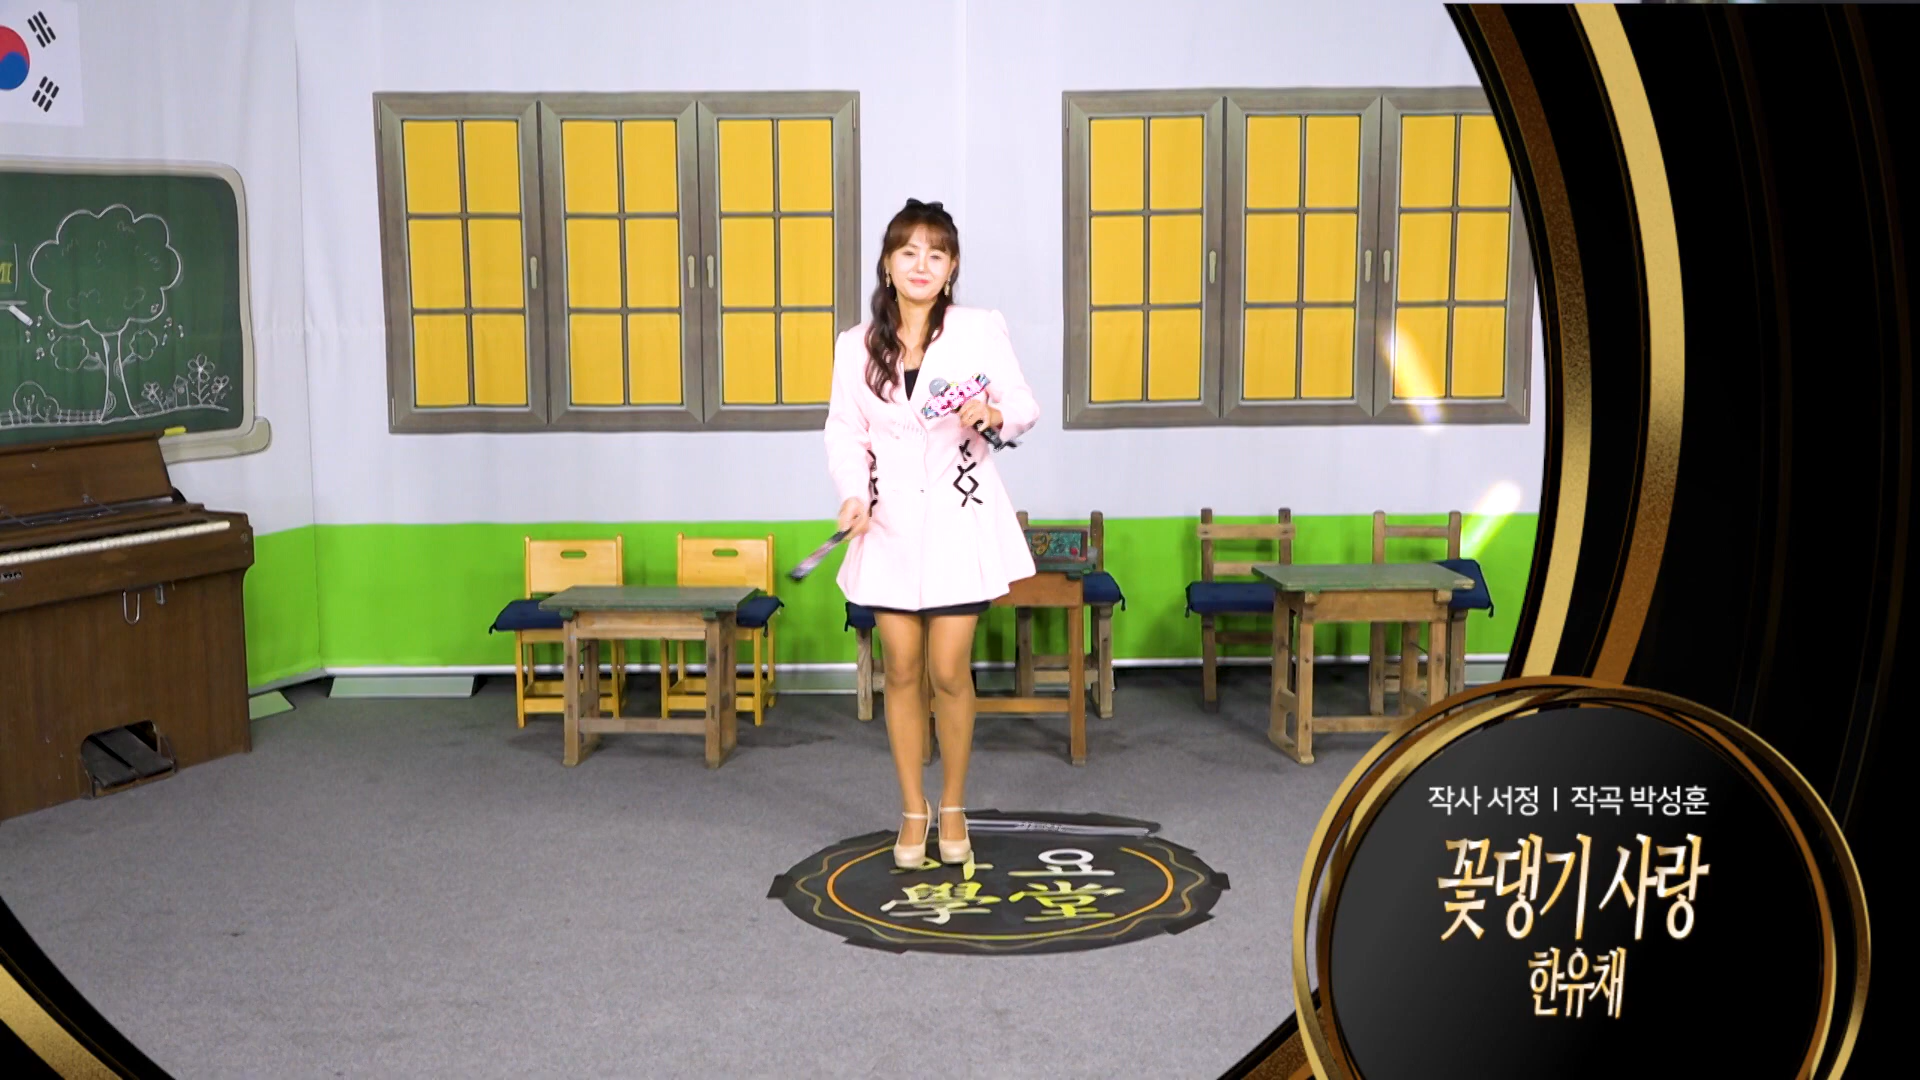 작사 서정 | 작곡 박성훈
꽃댕기 사랑
한유채
요
學堂